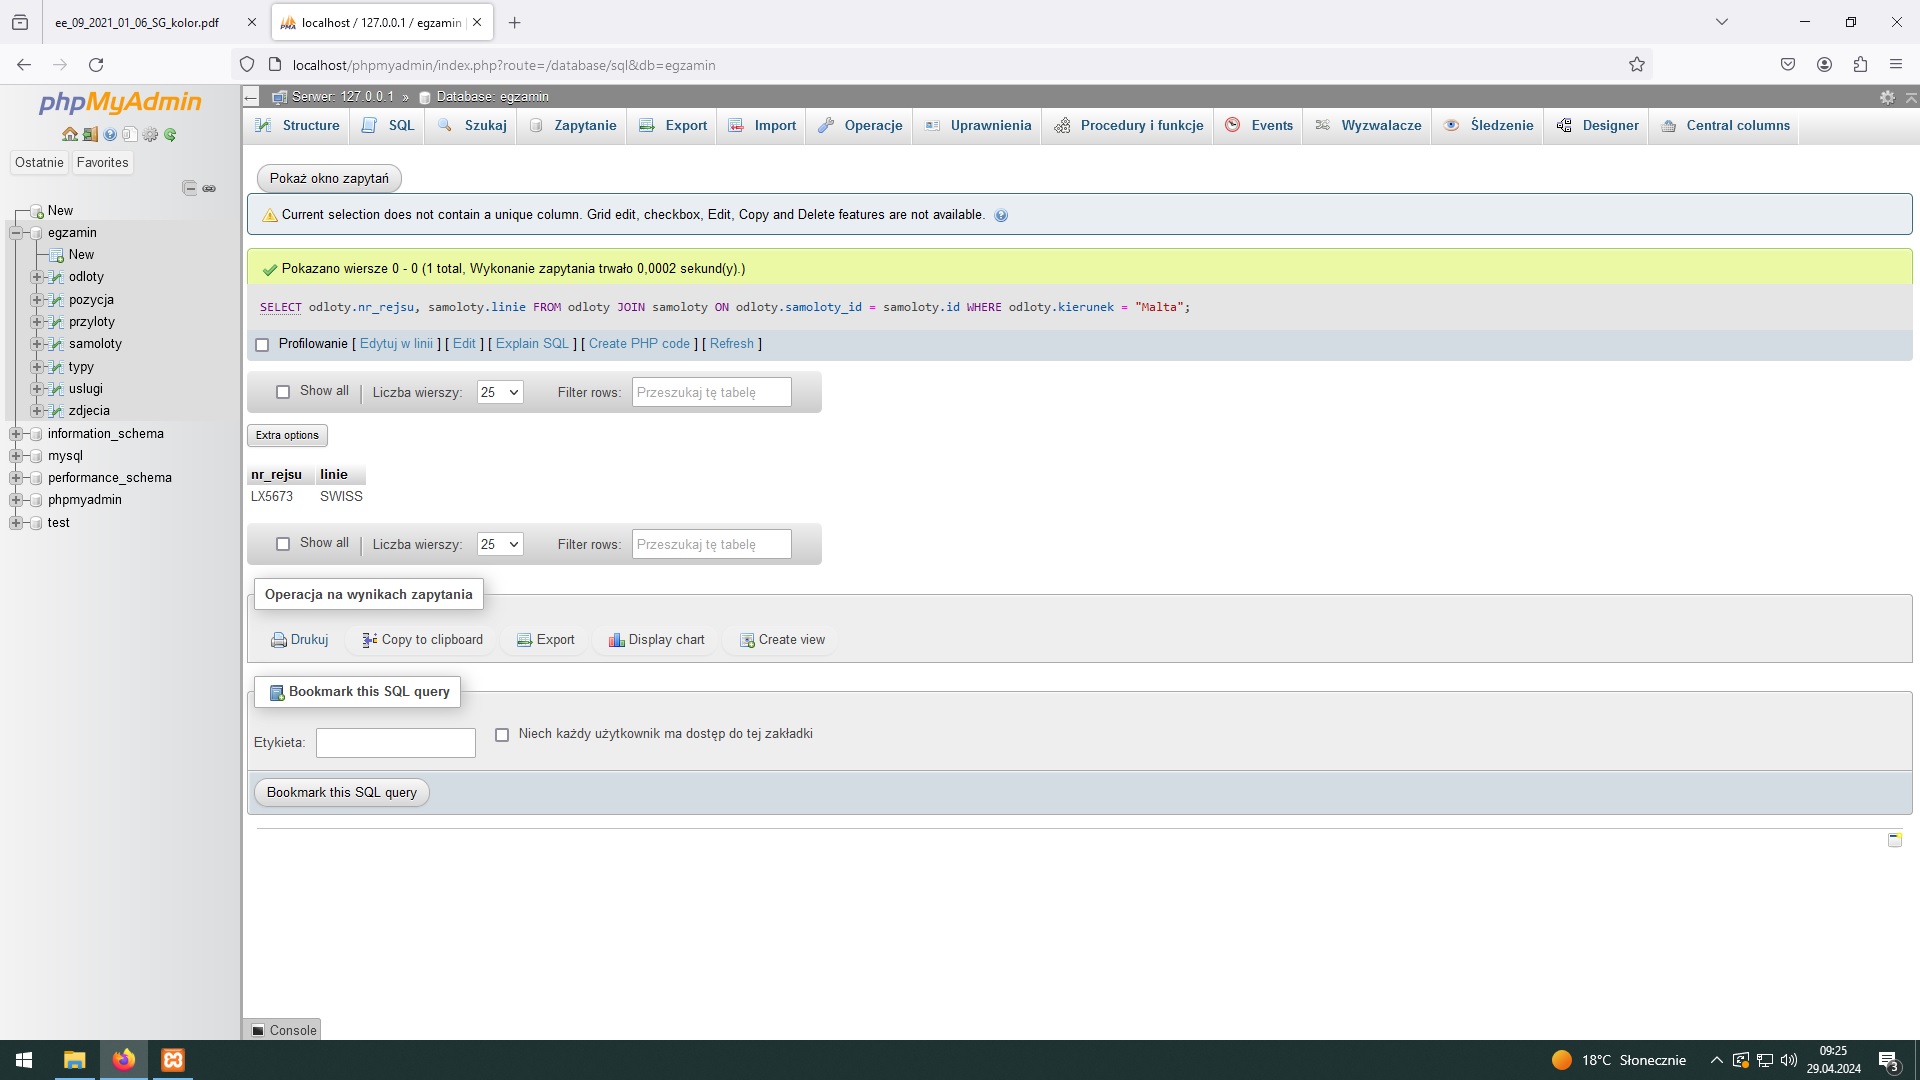 ee_09_2021_01_06_SG_kolor.pdf
localhost / 127.0.0.1 / egzamin |
localhost/phpmyadmin/index.php?route=/database/sql&db=egzamin
phpMyAdmin
Ostatnie Favorites
New
egzamin
New
odloty
pozycja
przyloty
samoloty
typy
uslugi
zdjecia
information_schema
mysql
performance_schema
phpmyadmin
test
Serwer: 127.0.0.1 » Database: egzamin
Structure SQL Szukaj Zapytanie Export Import Operacje Uprawnienia Procedury i funkcje Events Wyzwalacze Śledzenie Designer Central columns
Pokaż okno zapytań
Current selection does not contain a unique column. Grid edit, checkbox, Edit, Copy and Delete features are not available.
Pokazano wiersze 0 - 0 (1 total, Wykonanie zapytania trwało 0,0002 sekund(y).)
SELECT odloty.nr_rejsu, samoloty.linie FROM odloty JOIN samoloty ON odloty.samoloty_id = samoloty.id WHERE odloty.kierunek = "Malta";
Profilowanie [ Edytuj w linii ] [ Edit ] [ Explain SQL ] [ Create PHP code ] [ Refresh ]
Show all | Liczba wierszy: 25 Filter rows: Przeszukaj tę tabelę
Extra options
nr_rejsu linie
LX5673 SWISS
Show all | Liczba wierszy: 25 Filter rows: Przeszukaj tę tabelę
Operacja na wynikach zapytania
Drukuj Copy to clipboard Export Display chart Create view
Bookmark this SQL query
Etykieta: Niech każdy użytkownik ma dostęp do tej zakładki
Bookmark this SQL query
Console
18°C Słonecznie
09:25
29.04.2024
3